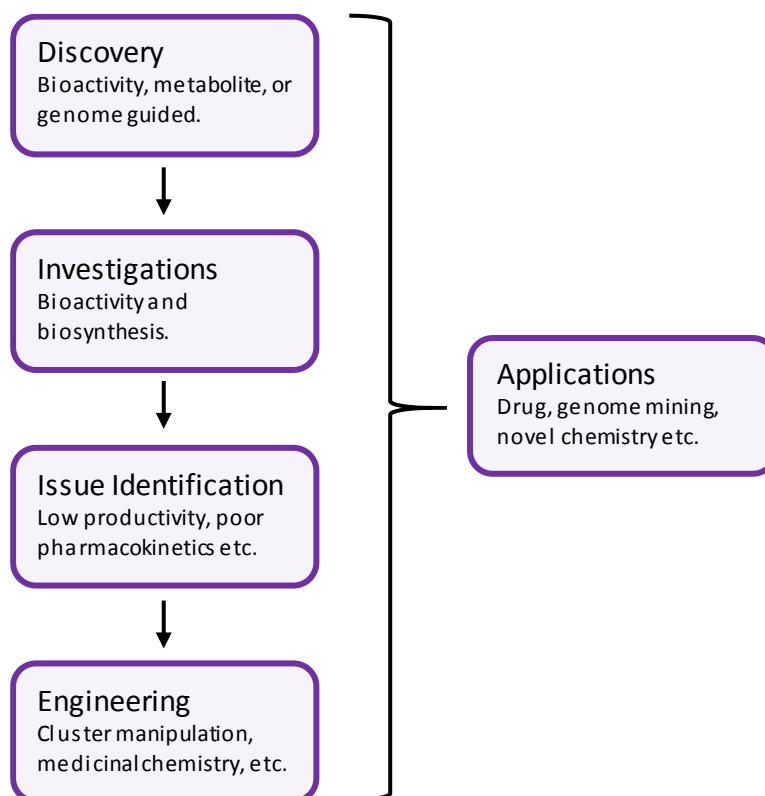 Discovery
Bioactivity, metabolite, or
genome guided.
Investigations
Bioactivity and
biosynthesis.
Issue Identification
Low productivity, poor
pharmacokinetics etc.
Engineering
Cluster manipulation,
medicinal chemistry, etc.
Applications
Drug, genome mining,
novel chemistry etc.